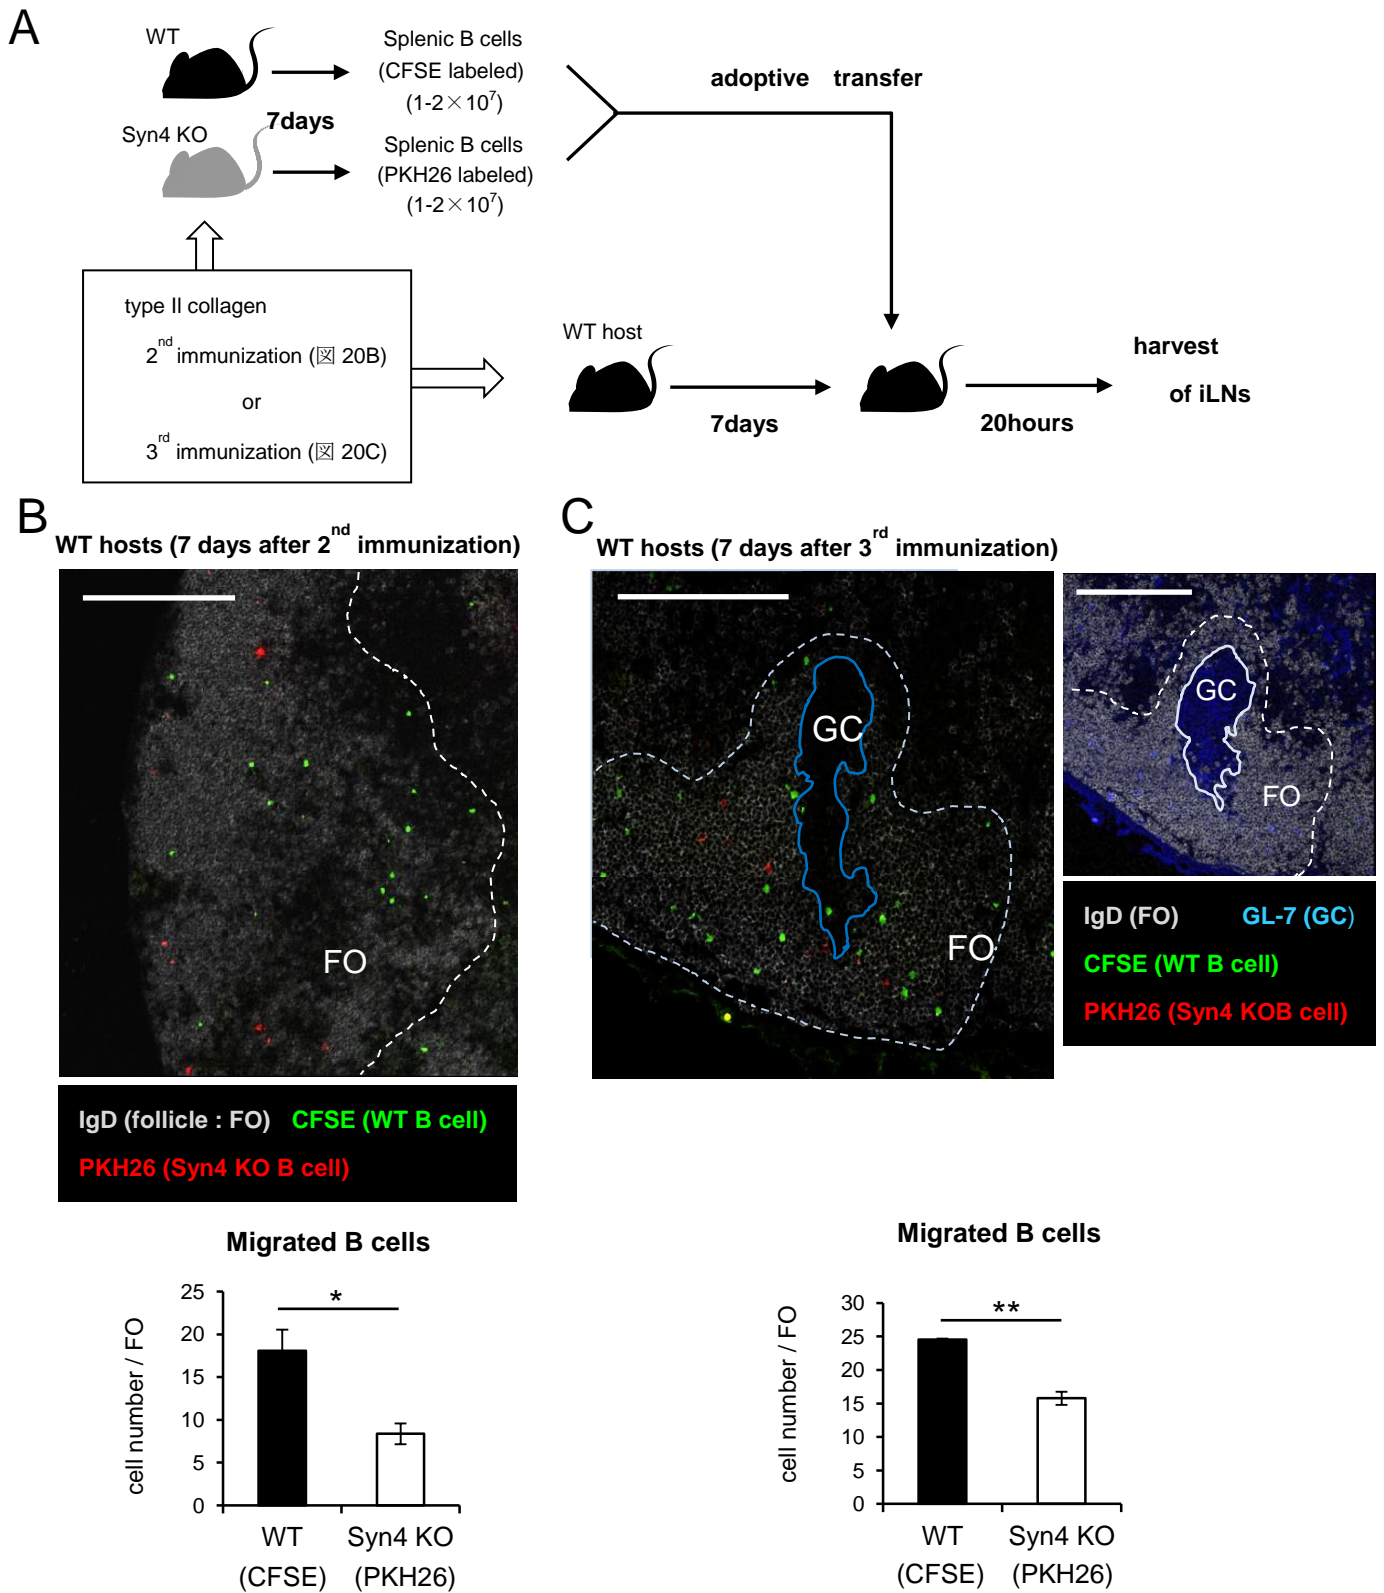 A
WT
Splenic B cells
(CFSE labeled)
(1-2×10⁷)
adoptive transfer
7days
Syn4 KO
Splenic B cells
(PKH26 labeled)
(1-2×10⁷)
type II collagen
2nd immunization (図 20B)
or
3rd immunization (図 20C)
WT host
7days
20hours
harvest
of iLNs
B
WT hosts (7 days after 2nd immunization)
FO
IgD (follicle : FO) CFSE (WT B cell)
PKH26 (Syn4 KO B cell)
Migrated B cells
cell number / FO
25
20
15
10
5
0
*
WT
(CFSE)
Syn4 KO
(PKH26)
C
WT hosts (7 days after 3rd immunization)
GC
FO
GC
FO
IgD (FO) GL-7 (GC)
CFSE (WT B cell)
PKH26 (Syn4 KOB cell)
Migrated B cells
cell number / FO
30
25
20
15
10
5
0
**
WT
(CFSE)
Syn4 KO
(PKH26)